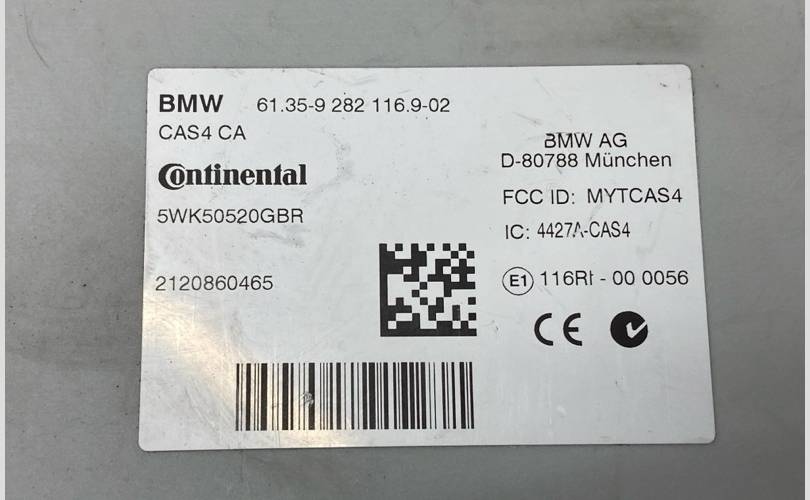 BMW 61.35-9 282 116.9-02
CAS4 CA
Continental
5WK50520GBR
2120860465
BMW AG
D-80788 München
FCC ID: MYTCAS4
IC: 4427A-CAS4
E1 116RI - 00 0056
CE